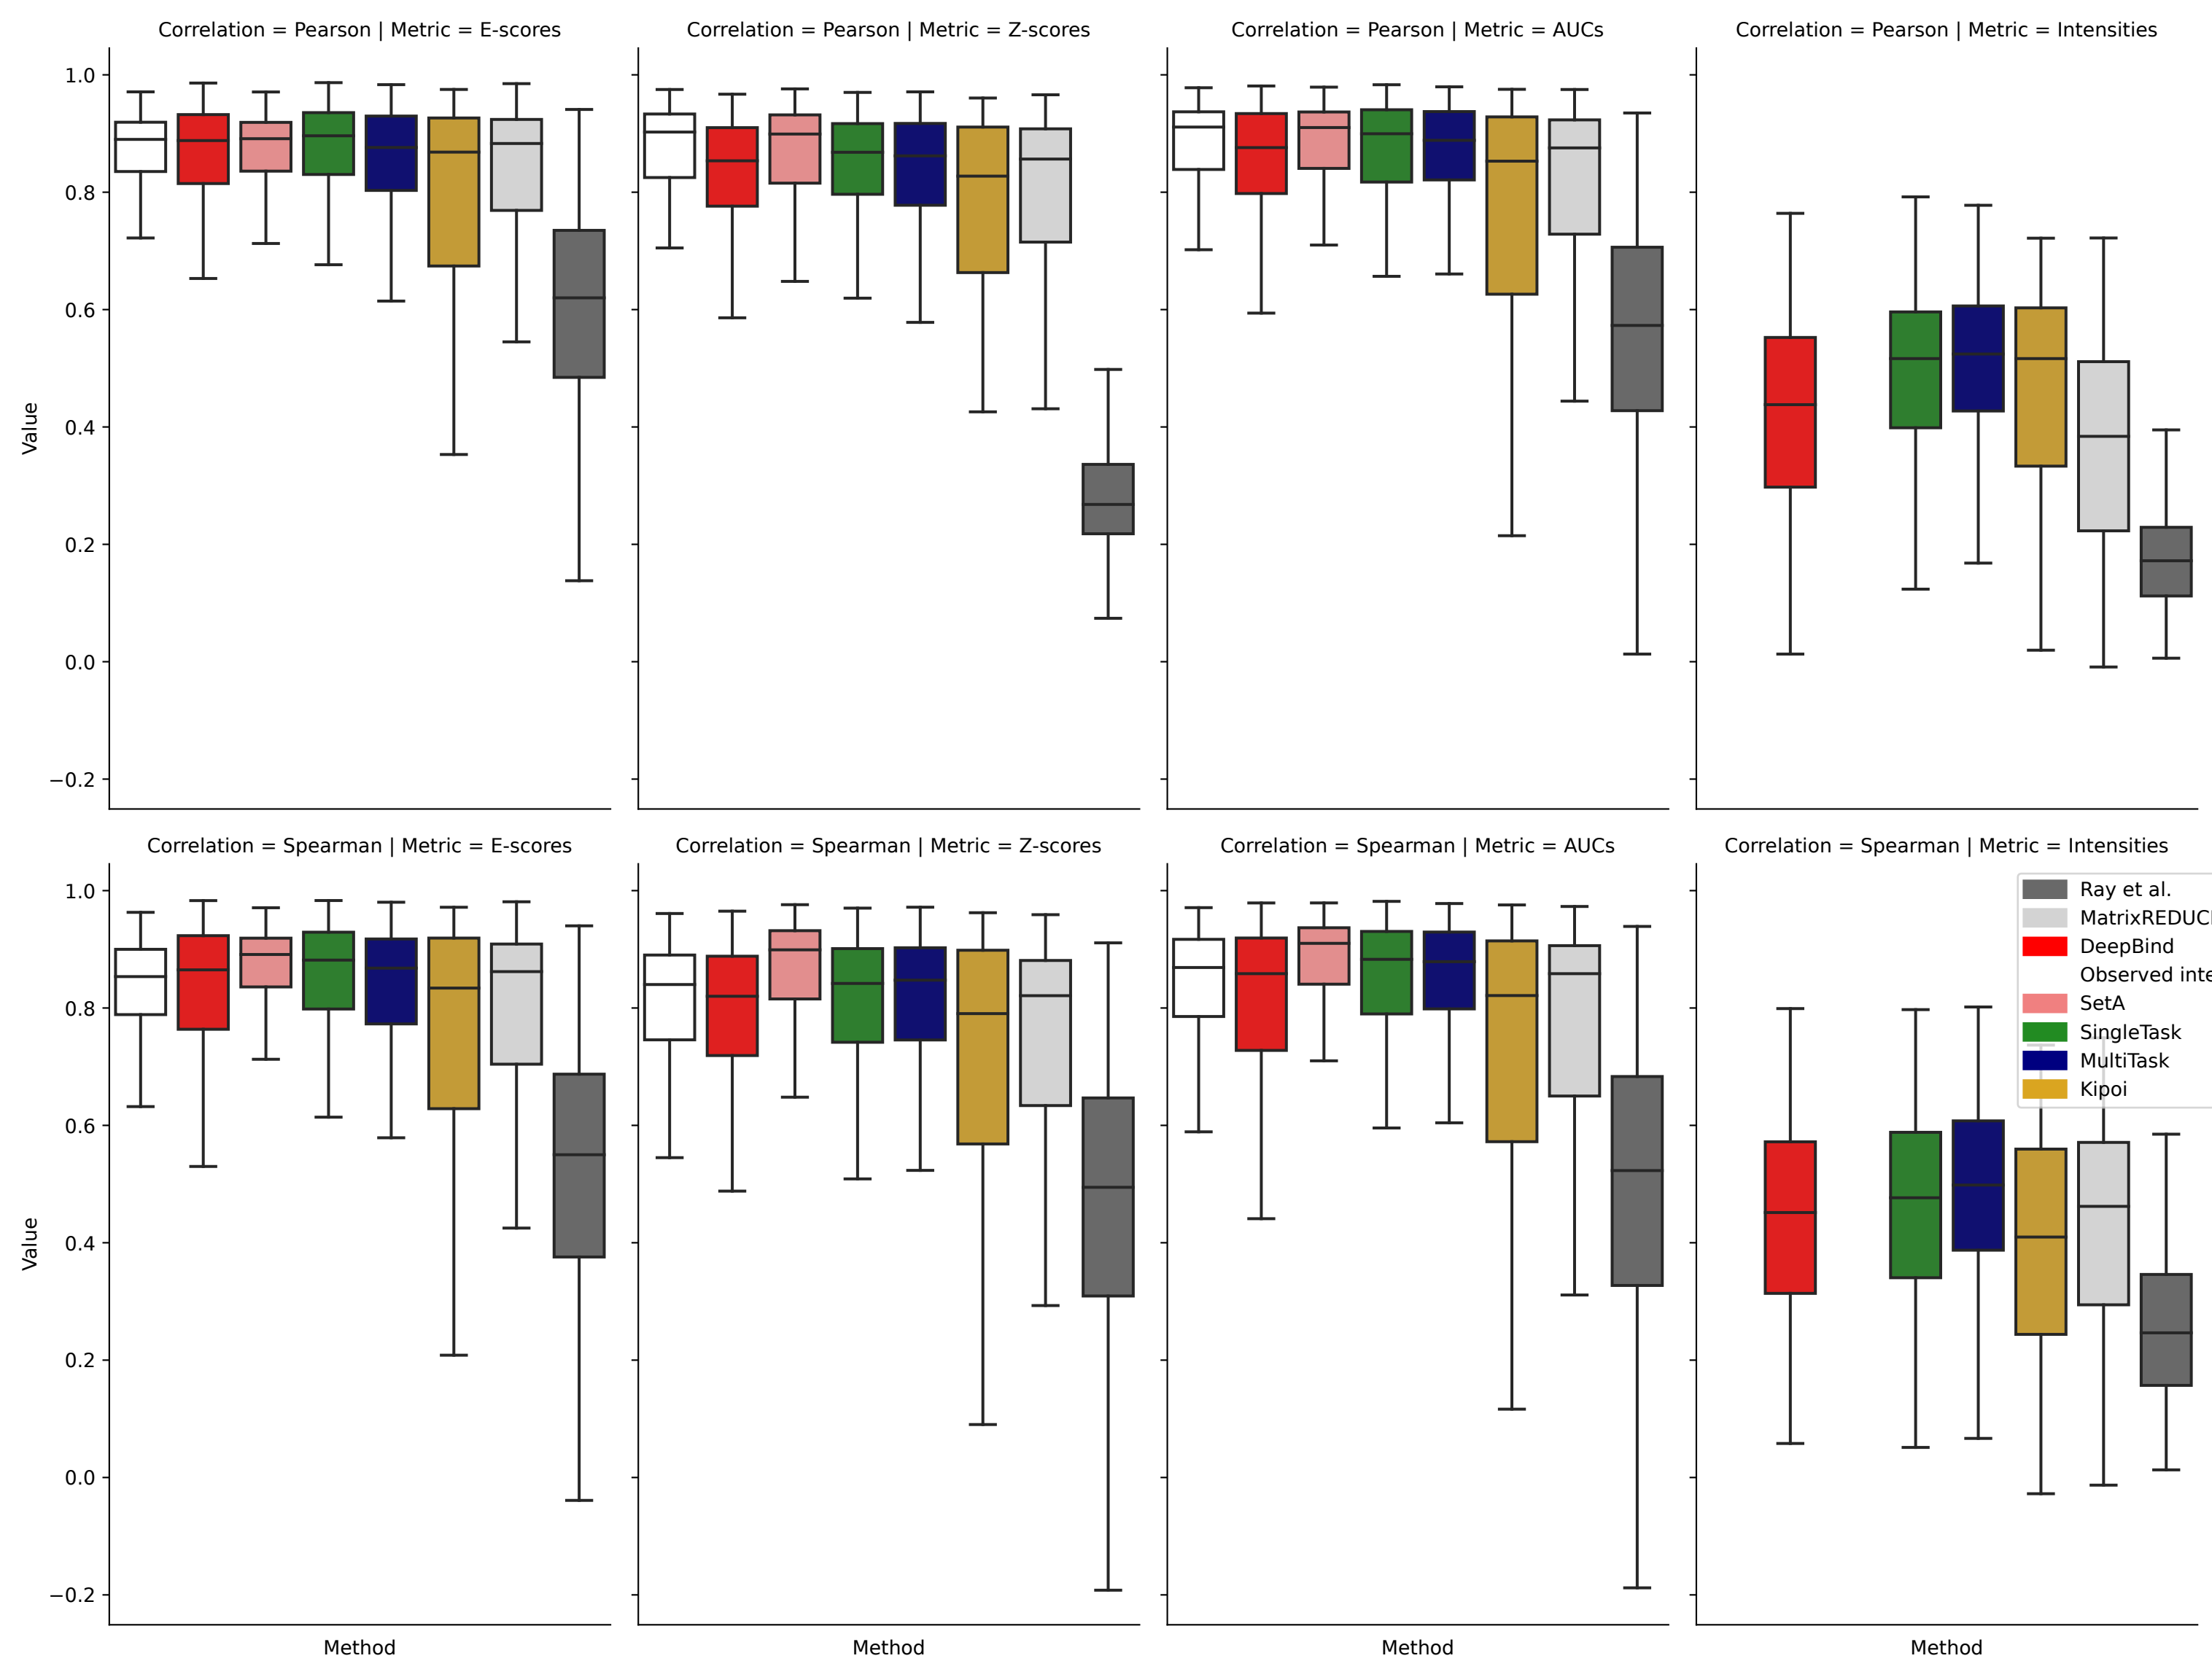 Correlation = Pearson | Metric = E-scores
Correlation = Pearson | Metric = Z-scores
Correlation = Pearson | Metric = AUCs
Correlation = Pearson | Metric = Intensities
1.0
0.8
0.6
0.4
0.2
0.0
−0.2
Value
Correlation = Spearman | Metric = E-scores
Correlation = Spearman | Metric = Z-scores
Correlation = Spearman | Metric = AUCs
Correlation = Spearman | Metric = Intensities
1.0
0.8
0.6
0.4
0.2
0.0
−0.2
Value
Ray et al.
DeepBind
Observed
SetA
SingleTask
MultiTask
Kipoi
Method
Method
Method
Method